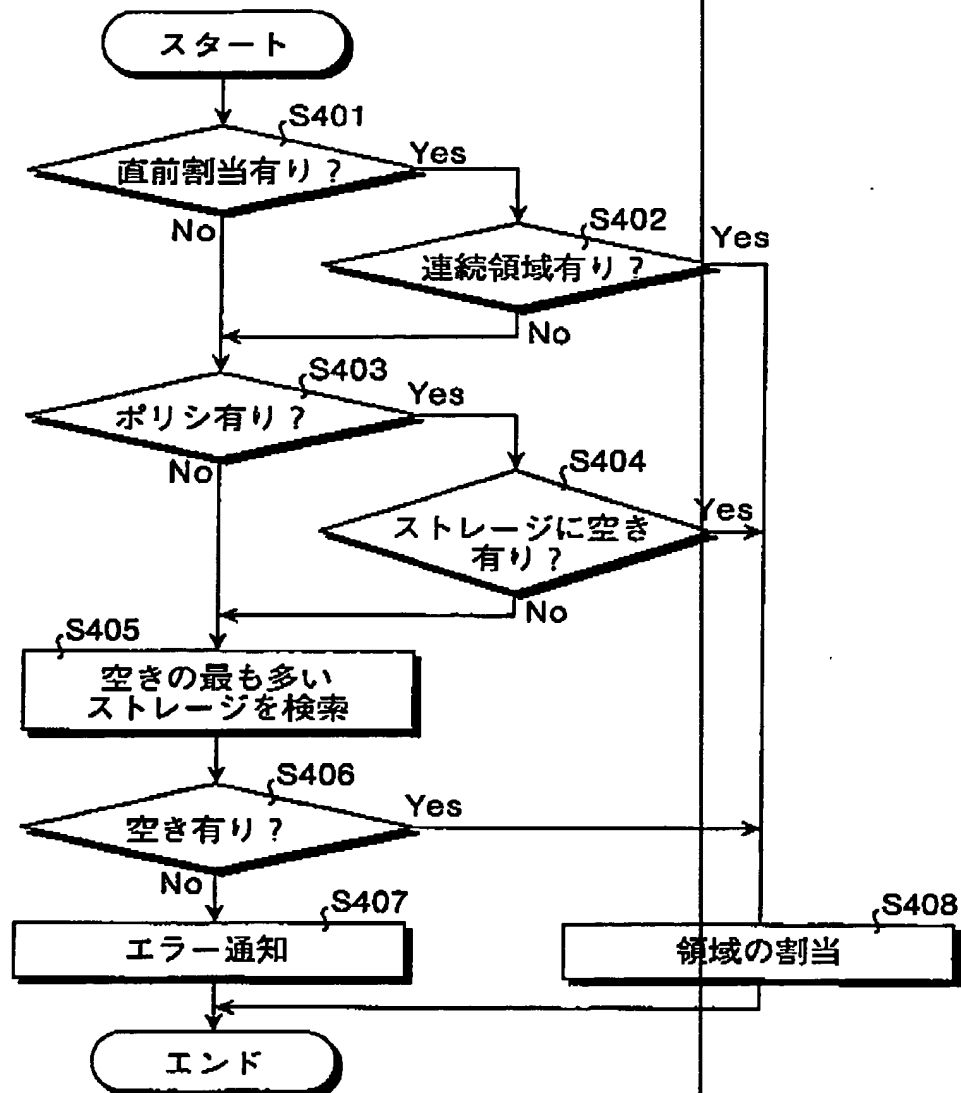 スタート
S401
直前割当有り?
Yes
No
S402
連続領域有り?
Yes
No
S403
ポリシ有り?
Yes
No
S404
ストレージに空き
有り?
Yes
No
S405
空きの最も多い
ストレージを検索
S406
空き有り?
Yes
No
S407
エラー通知
S408
領域の割当
エンド